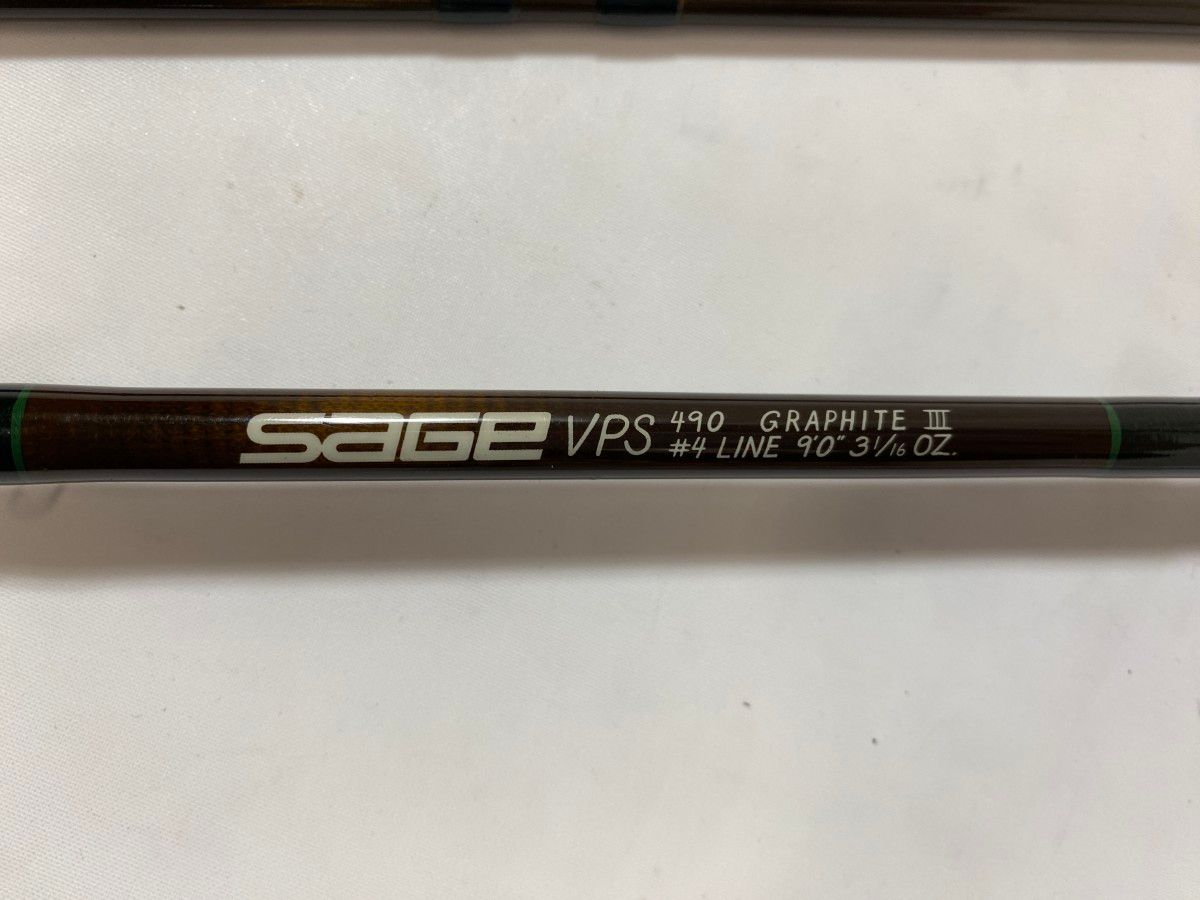 SAGE VPS 490 GRAPHITE III
#4 LINE 9'0" 3 1/16 OZ.